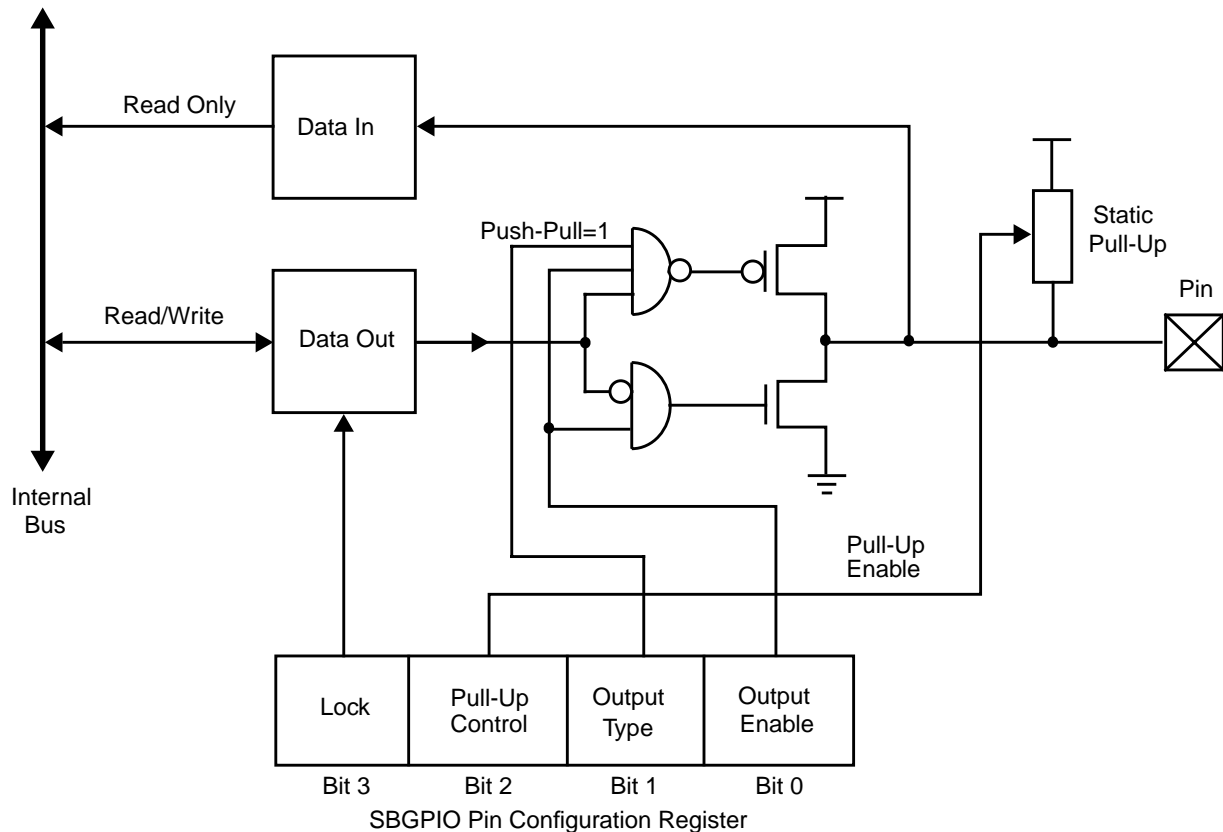 Read Only
Data In
Push-Pull=1
Static
Pull-Up
Pin
Read/Write
Data Out
Internal
Bus
Pull-Up
Enable
Lock
Pull-Up
Control
Output
Type
Output
Enable
Bit 3
Bit 2
Bit 1
Bit 0
SBGPIO Pin Configuration Register